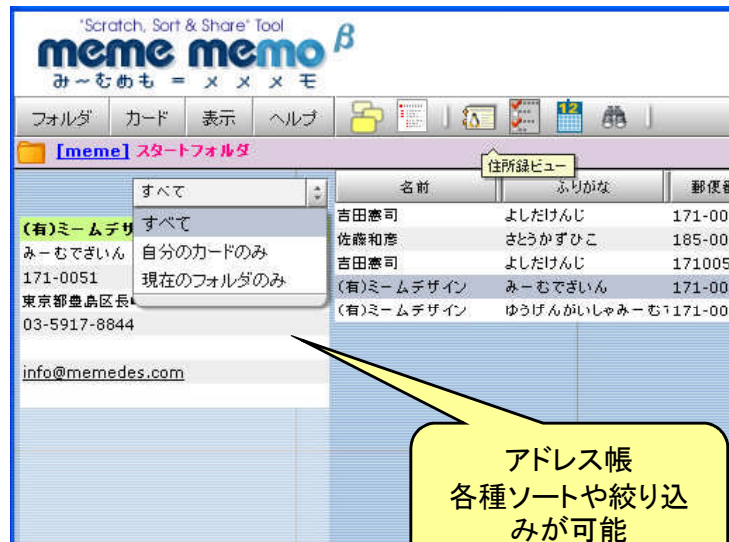 "Scratch, Sort & Share" Tool
meme memo β
み～むめも = メ メ メ モ
フォルダ カード 表示 ヘルプ
12
[meme] スタートフォルダ
住所録ビュー
すべて
すべて
自分のカードのみ
現在のフォルダのみ
(有)ミームデザ
みーむでざいん
171-0051
東京都豊島区長
03-5917-8844
info@memedes.com
名前 ふりがな 郵便
吉田憲司 よしだけんじ 171-00
佐藤和彦 さとうかずひこ 185-00
吉田憲司 よしだけんじ 171005
(有)ミームデザイン みーむでざいん 171-00
(有)ミームデザイン ゆうげんがいしゃみーむ 171-00
アドレス帳
各種ソートや絞り込
みが可能